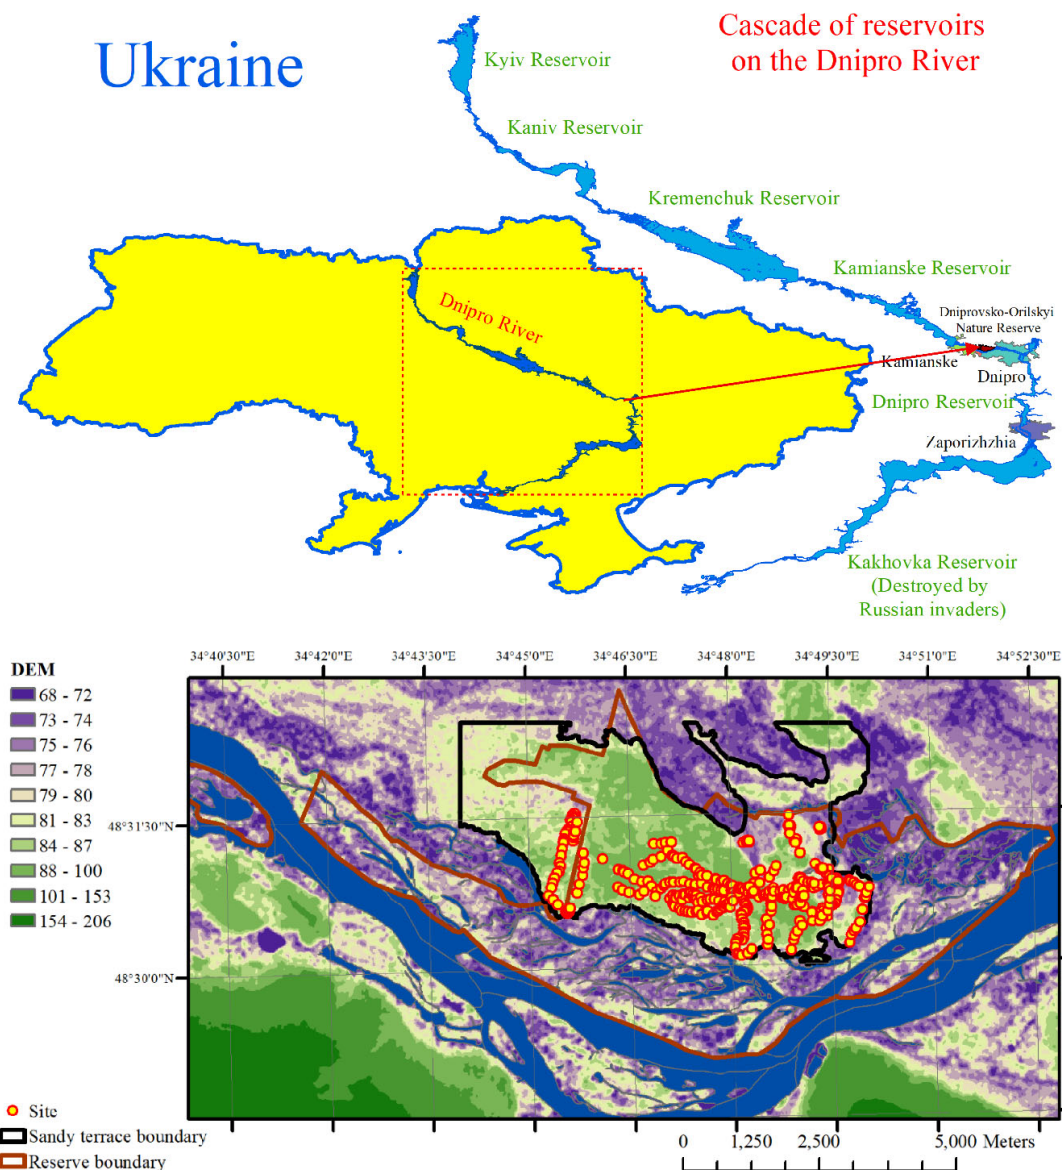 Ukraine
Cascade of reservoirs
on the Dnipro River
Kyiv Reservoir
Kaniv Reservoir
Kremenchuk Reservoir
Kamianske Reservoir
Dnipro River
Dniprovsko-Orilskyi
Nature Reserve
Kamianske
Dnipro
Dnipro Reservoir
Zaporizhzhia
Kakhovka Reservoir
(Destroyed by
Russian invaders)
34°40'30"E 34°42'0"E 34°43'30"E 34°45'0"E 34°46'30"E 34°48'0"E 34°49'30"E 34°51'0"E 34°52'30"E
DEM
68 - 72
73 - 74
75 - 76
77 - 78
79 - 80
81 - 83
84 - 87
88 - 100
101 - 153
154 - 206
48°31'30"N
48°30'0"N
Site
Sandy terrace boundary
Reserve boundary
0 1,250 2,500 5,000 Meters